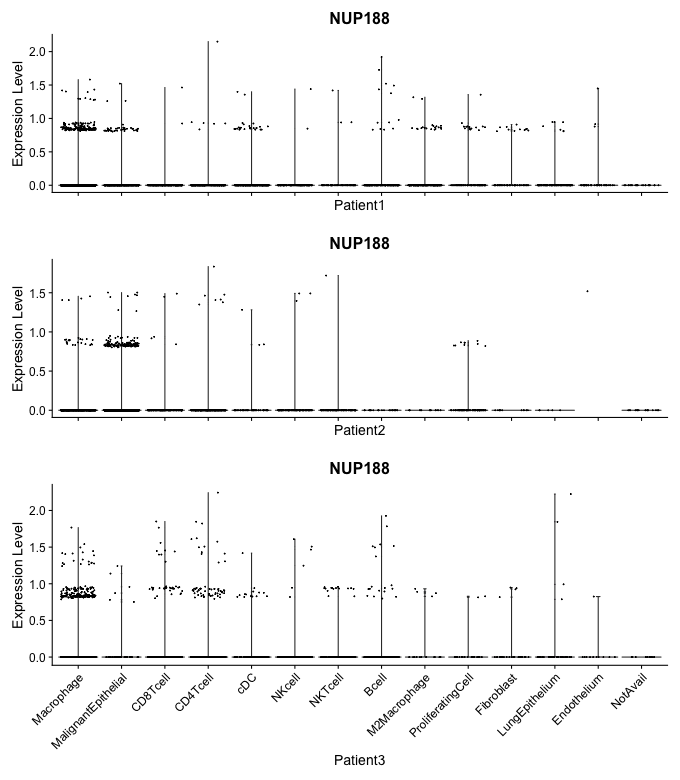 NUP188
Expression Level
2.0
1.5
1.0
0.5
0.0
Patient1
NUP188
Expression Level
1.5
1.0
0.5
0.0
Patient2
NUP188
Expression Level
2.0
1.5
1.0
0.5
0.0
Macrophage
MalignantEpithelial
CD8Tcell
CD4Tcell
cDC
NKcell
NKTcell
Bcell
M2Macrophage
ProliferatingCell
Fibroblast
LungEpithelium
Endothelium
NotAvail
Patient3